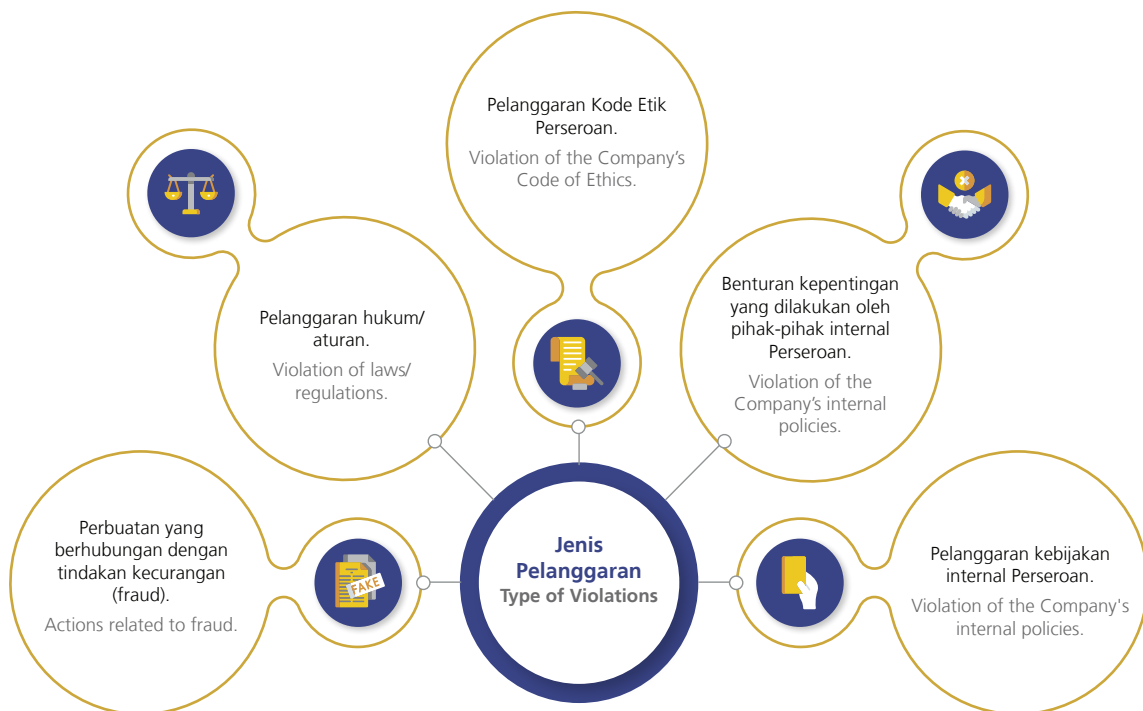 Pelanggaran Kode Etik
Perseroan.
Violation of the Company’s
Code of Ethics.
Pelanggaran hukum/
aturan.
Violation of laws/
regulations.
Benturan kepentingan
yang dilakukan oleh
pihak-pihak internal
Perseroan.
Violation of the
Company’s internal
policies.
Perbuatan yang
berhubungan dengan
tindakan kecurangan
(fraud).
Actions related to fraud.
FAKE
Jenis
Pelanggaran
Type of Violations
Pelanggaran kebijakan
internal Perseroan.
Violation of the Company's
internal policies.